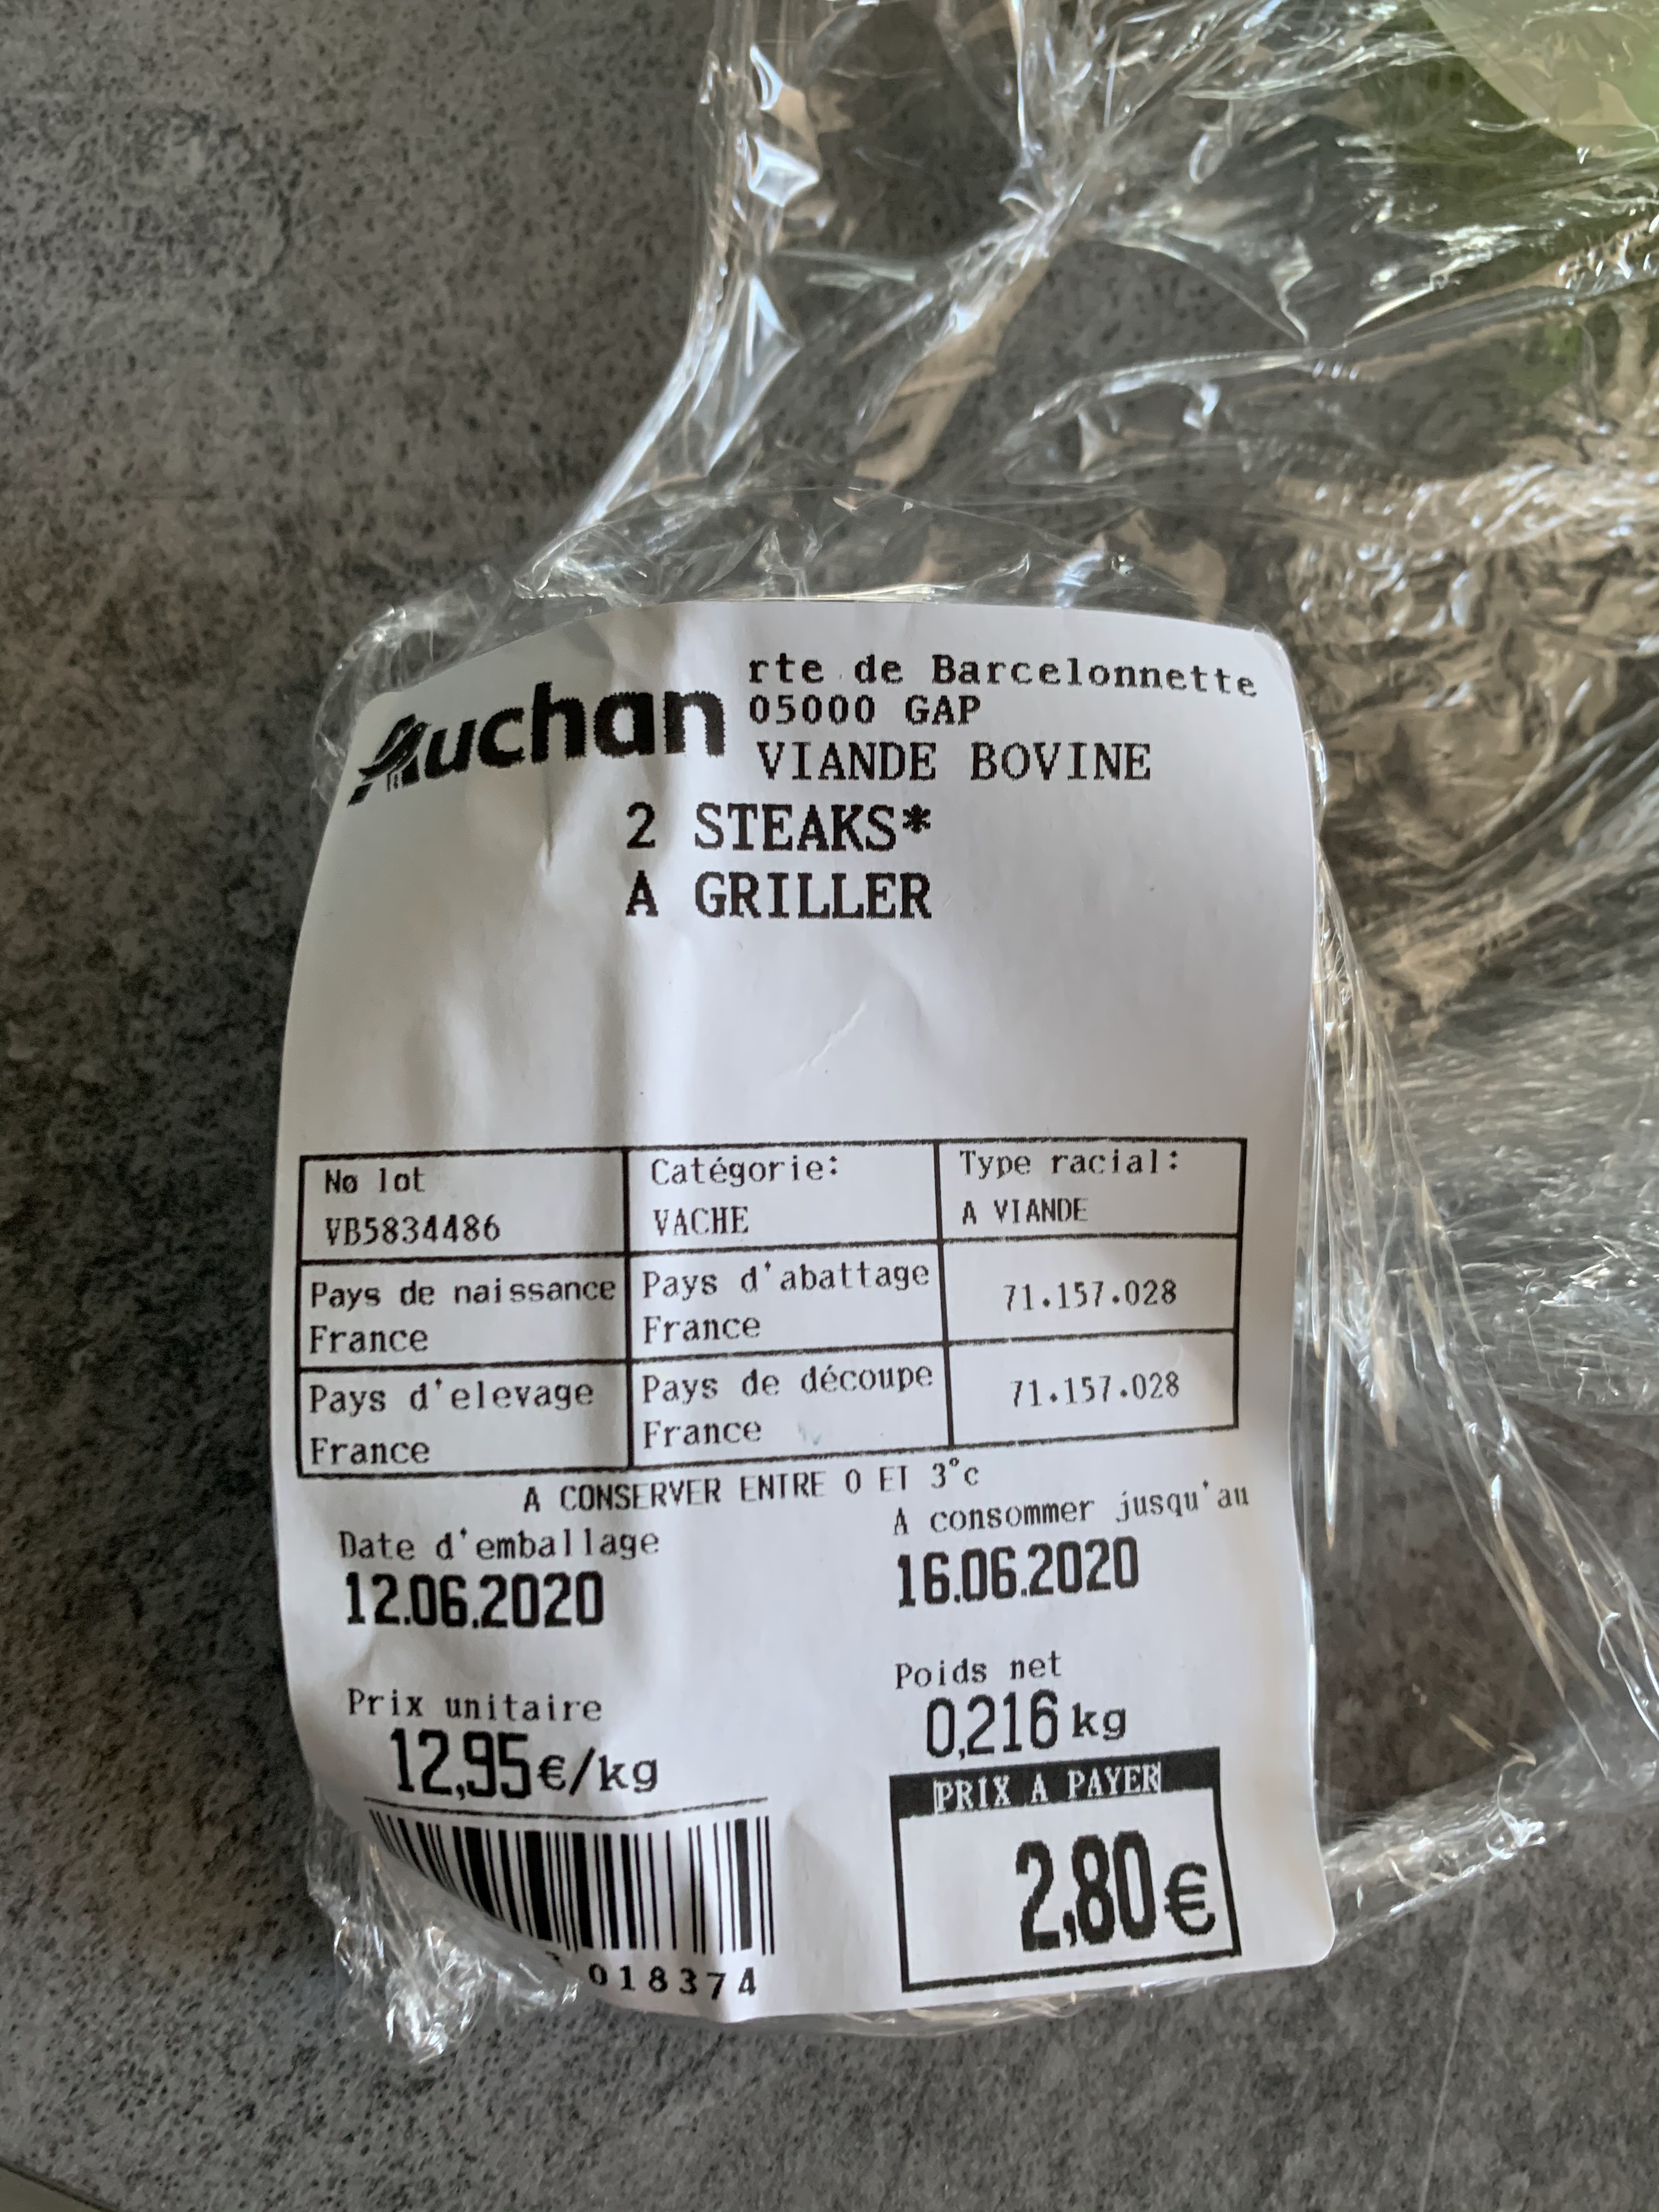 Auchan
rte de Barcelonnette
05000 GAP
VIANDE BOVINE
2 STEAKS*
A GRILLER
Nø lot
VB5834486
Catégorie:
VACHE
Type racial:
A VIANDE
Pays de naissance
France
Pays d'abattage
France
71.157.028
Pays d'elevage
France
Pays de découpe
France
71.157.028
A CONSERVER ENTRE 0 ET 3°c
Date d'emballage
12.06.2020
A consommer jusqu'au
16.06.2020
Prix unitaire
12,95€/kg
Poids net
0,216 kg
PRIX A PAYER
2,80€
018374